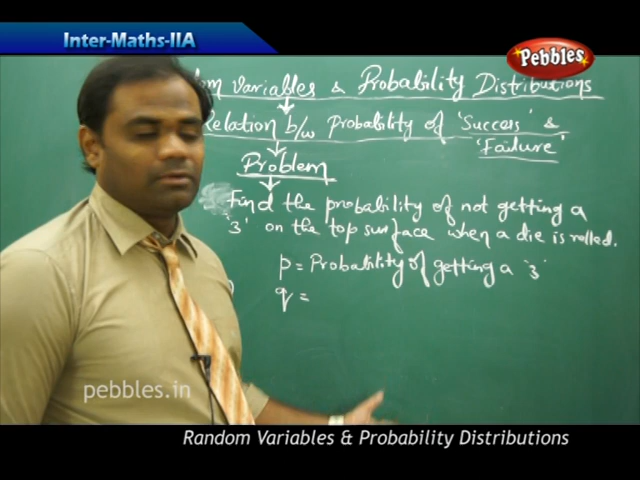 Inter-Maths-IIA
Pebbles
Variables & Probability Distributions
Relation b/w Probability of 'Success' &
'Failure'
Problem
Find the probability of not getting a
'3' on the top surface when a die is rolled.
p = Probability of getting a '3'
q =
pebbles.in
Random Variables & Probability Distributions